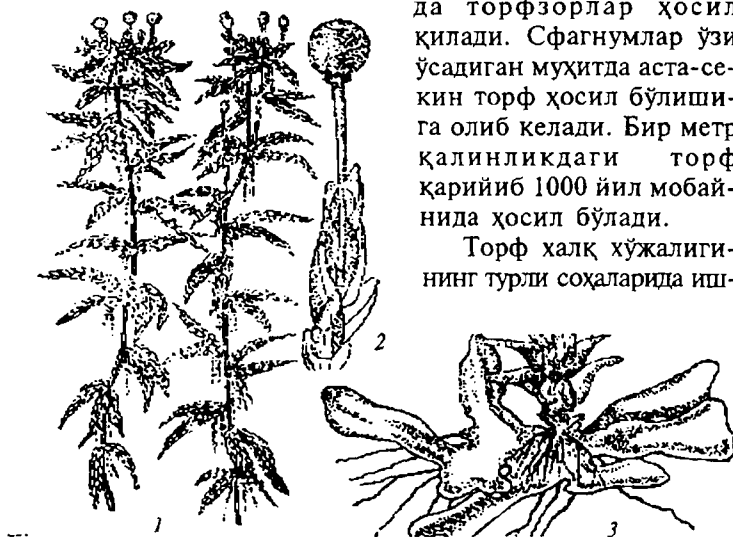 да торфзорлар ҳосил
қилади. Сфагнумлар ўзи
ўсадиган муҳитда аста-се-
кин торф ҳосил бўлиши-
га олиб келади. Бир метр
қалинликдаги торф
қарийиб 1000 йил мобай-
нида ҳосил бўлади.
Торф халқ хўжалиги-
нинг турли соҳаларида иш-
2
1
3